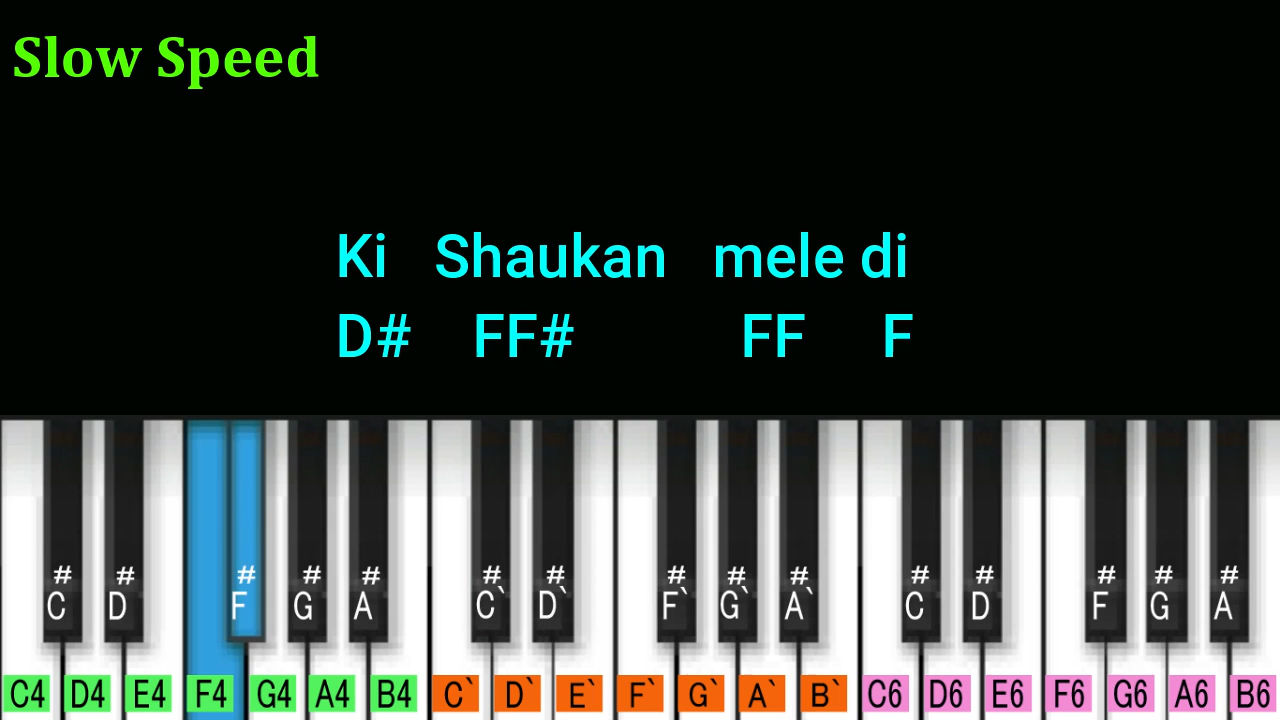 Slow Speed
Ki Shaukan mele di
D# FF# FF F
# # # # # # # # # # # # # # #
C D F G A C` D` F` G` A` C D F G A
C4 D4 E4 F4 G4 A4 B4 C` D` E` F` G` A` B` C6 D6 E6 F6 G6 A6 B6